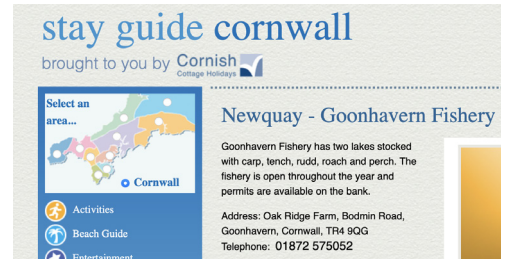 stay guide cornwall
brought to you by Cornish
Cottage Holidays
Select an
area...
Cornwall
Activities
Beach Guide
Entertainment
Newquay - Goonhavern Fishery
Goonhavern Fishery has two lakes stocked
with carp, tench, rudd, roach and perch. The
fishery is open throughout the year and
permits are available on the bank.
Address: Oak Ridge Farm, Bodmin Road,
Goonhavern, Cornwall, TR4 9QG
Telephone: 01872 575052